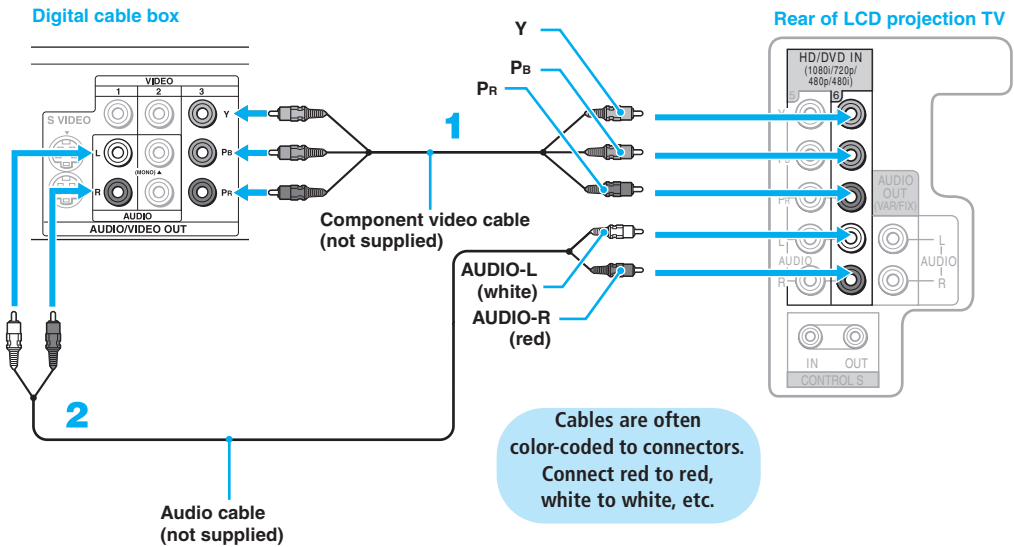 Digital cable box
Rear of LCD projection TV
Y
PB
PR
VIDEO
1 2 3
S VIDEO
Y
L
PB
(MONO)
R
PR
AUDIO
AUDIO/VIDEO OUT
1
Component video cable
(not supplied)
AUDIO-L
(white)
AUDIO-R
(red)
HD/DVD IN
(1080i/720p/
480p/480i)
5 6
Y
PB
PR
L
AUDIO
R
AUDIO
OUT
(VAR/FIX)
L
AUDIO
R
IN OUT
CONTROL S
2
Cables are often
color-coded to connectors.
Connect red to red,
white to white, etc.
Audio cable
(not supplied)